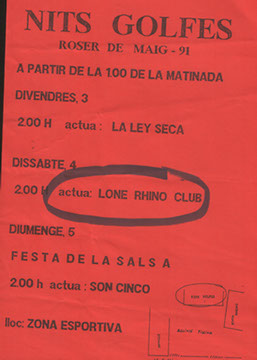 NITS GOLFES
ROSER DE MAIG - 91
A PARTIR DE LA 1'00 DE LA MATINADA
DIVENDRES, 3
2.00 H actua : LA LEY SECA
DISSABTE, 4
2.00 H actua: LONE RHINO CLUB
DIUMENGE, 5
FESTA DE LA SALSA
2.00 h actua : SON CINCO
lloc: ZONA ESPORTIVA